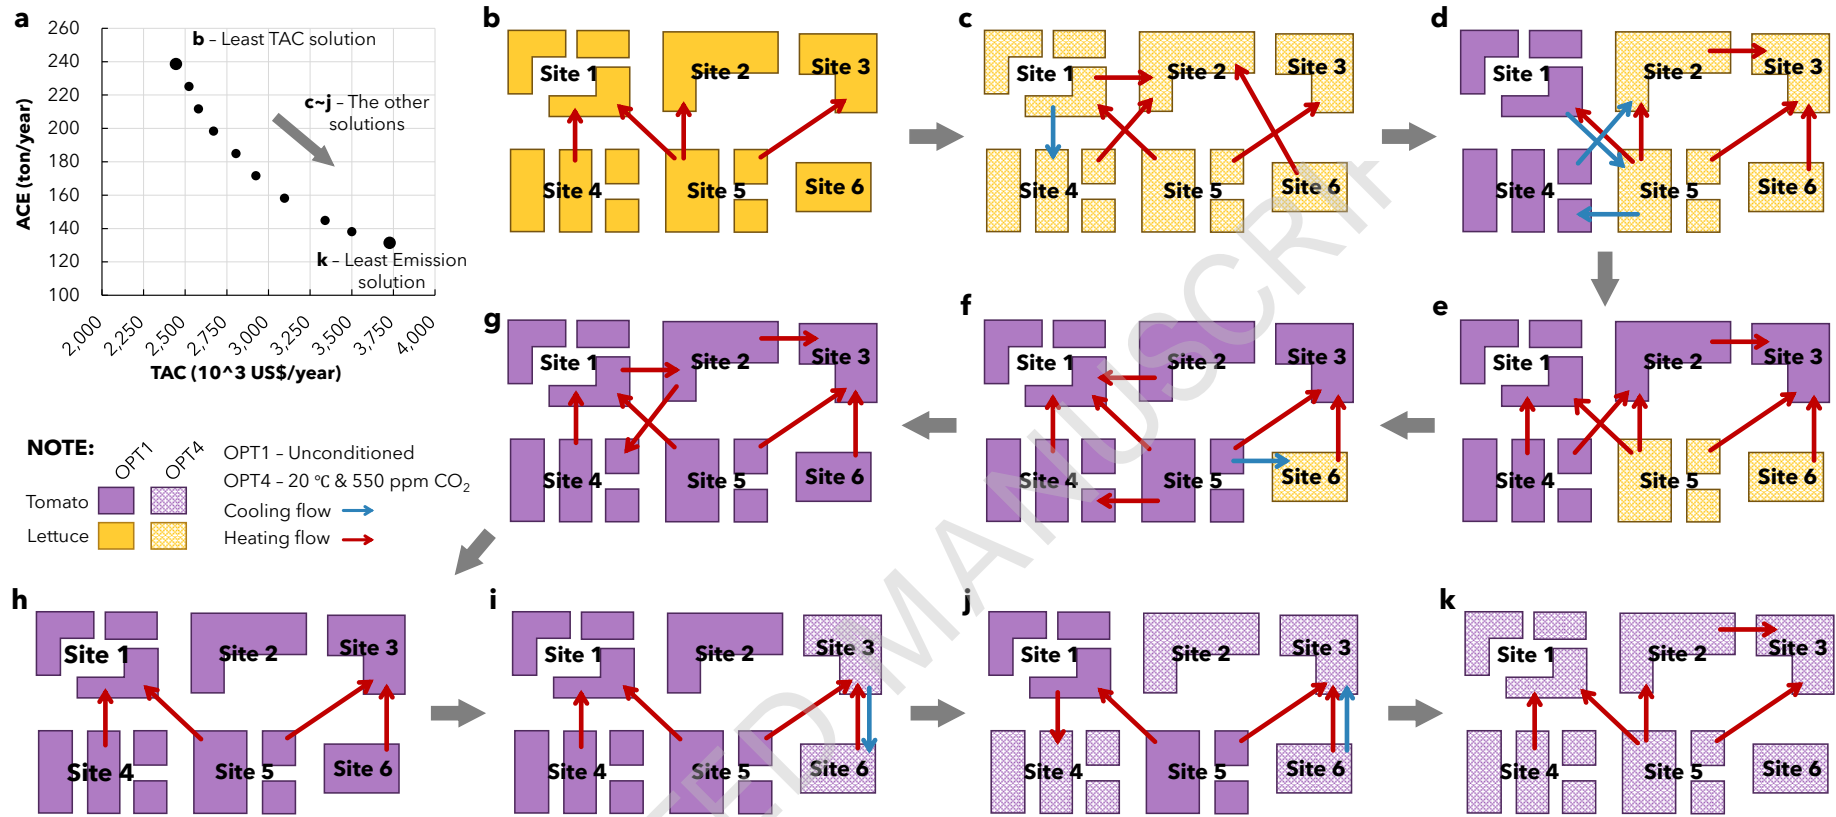 a
260
240
220
200
180
160
140
120
100
ACE (ton/year)
b – Least TAC solution
c~j – The other
solutions
k – Least Emission
solution
2,000
2,250
2,500
2,750
3,000
3,250
3,500
3,750
4,000
TAC (10^3 US$/year)
b
Site 1
Site 2
Site 3
Site 4
Site 5
Site 6
c
Site 1
Site 2
Site 3
Site 4
Site 5
Site 6
d
Site 1
Site 2
Site 3
Site 4
Site 5
Site 6
g
Site 1
Site 2
Site 3
Site 4
Site 5
Site 6
f
Site 1
Site 2
Site 3
Site 4
Site 5
Site 6
e
Site 1
Site 2
Site 3
Site 4
Site 5
Site 6
NOTE:
OPT1
OPT4
Tomato
Lettuce
OPT1 – Unconditioned
OPT4 – 20 ℃ & 550 ppm CO₂
Cooling flow
Heating flow
h
Site 1
Site 2
Site 3
Site 4
Site 5
Site 6
i
Site 1
Site 2
Site 3
Site 4
Site 5
Site 6
j
Site 1
Site 2
Site 3
Site 4
Site 5
Site 6
k
Site 1
Site 2
Site 3
Site 4
Site 5
Site 6
TED MANUSCRIP